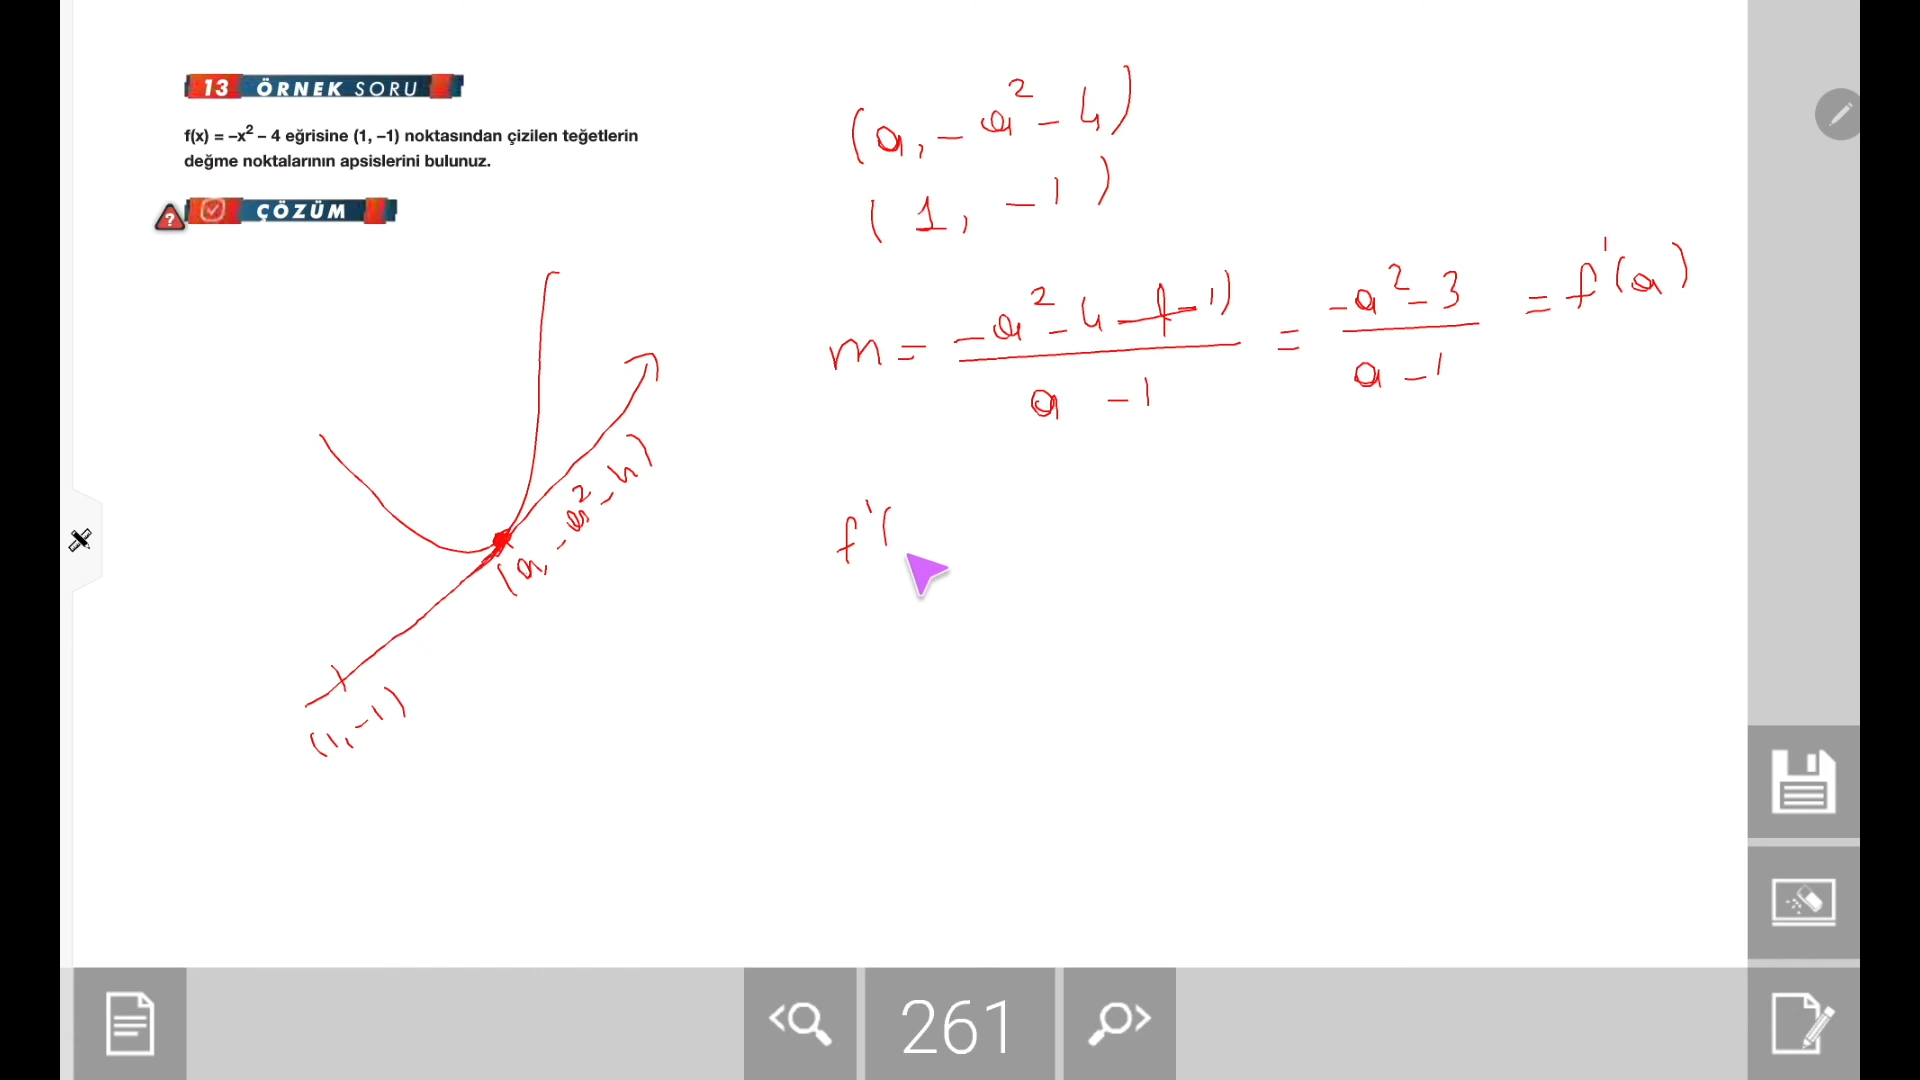 13 ÖRNEK SORU
f(x) = –x² – 4 eğrisine (1, –1) noktasından çizilen teğetlerin
değme noktalarının apsislerini bulunuz.
? ÇÖZÜM
(a, -a² - 4)
(1, -1)
m = (-a² - 4 - (-1))/(a - 1) = (-a² - 3)/(a - 1) = f'(a)
(a, -a² - 4)
f'(
(1, -1)
261